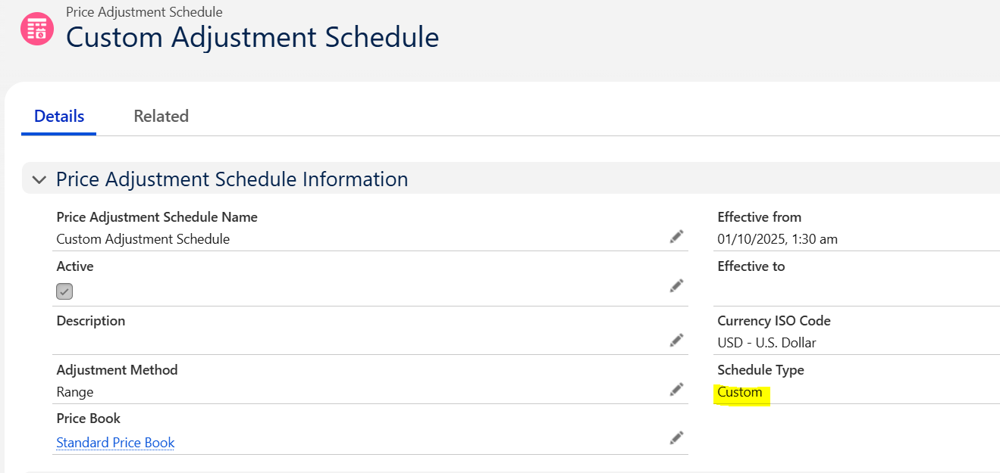 Price Adjustment Schedule
Custom Adjustment Schedule
Details
Related
Price Adjustment Schedule Information
Price Adjustment Schedule Name
Custom Adjustment Schedule
Effective from
01/10/2025, 1:30 am
Active
Effective to
Description
Currency ISO Code
USD - U.S. Dollar
Adjustment Method
Range
Schedule Type
Custom
Price Book
Standard Price Book